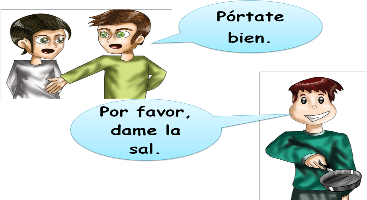 Pórtate
bien.
Por favor,
dame la
sal.